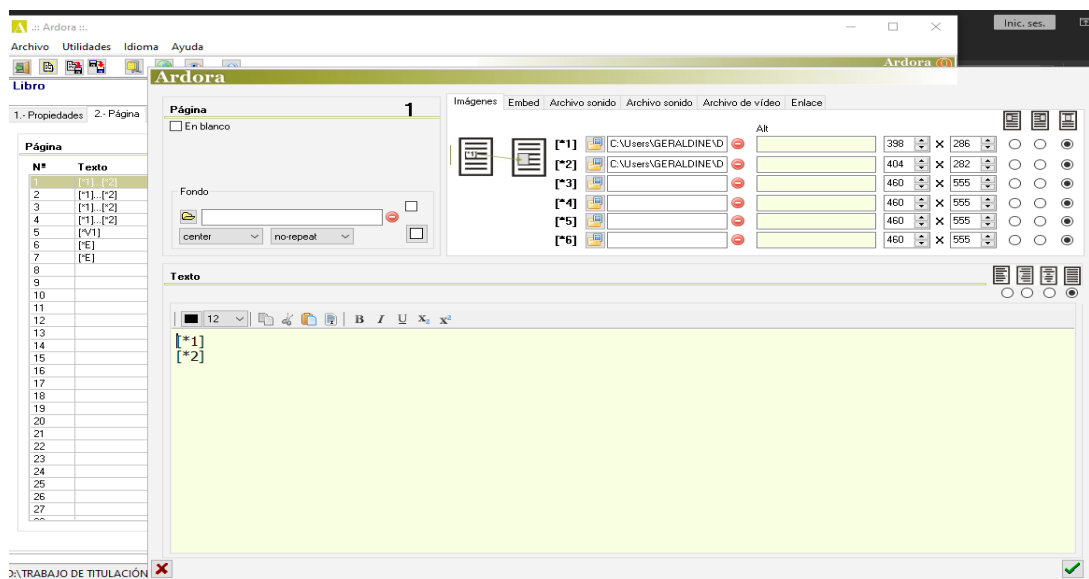 .:: Ardora ::.
Inic. ses.
Archivo Utilidades Idioma Ayuda
Ardora
Libro
Ardora
1.- Propiedades 2.- Página
Página 1
En blanco
Fondo
center no-repeat
Imágenes Embed Archivo sonido Archivo sonido Archivo de vídeo Enlace
Alt
[*1] C:\Users\GERALDINE\D 398 x 286
[*2] C:\Users\GERALDINE\D 404 x 282
[*3] 460 x 555
[*4] 460 x 555
[*5] 460 x 555
[*6] 460 x 555
Página
Nº Texto
1 [*1]...[*2]
2 [*1]...[*2]
3 [*1]...[*2]
4 [*1]...[*2]
5 [*V1]
6 [*E]
7 [*E]
8
9
10
11
12
13
14
15
16
17
18
19
20
21
22
23
24
25
26
27
Texto
12 B I U X₂ x²
[*1]
[*2]
D:\TRABAJO DE TITULACIÓN